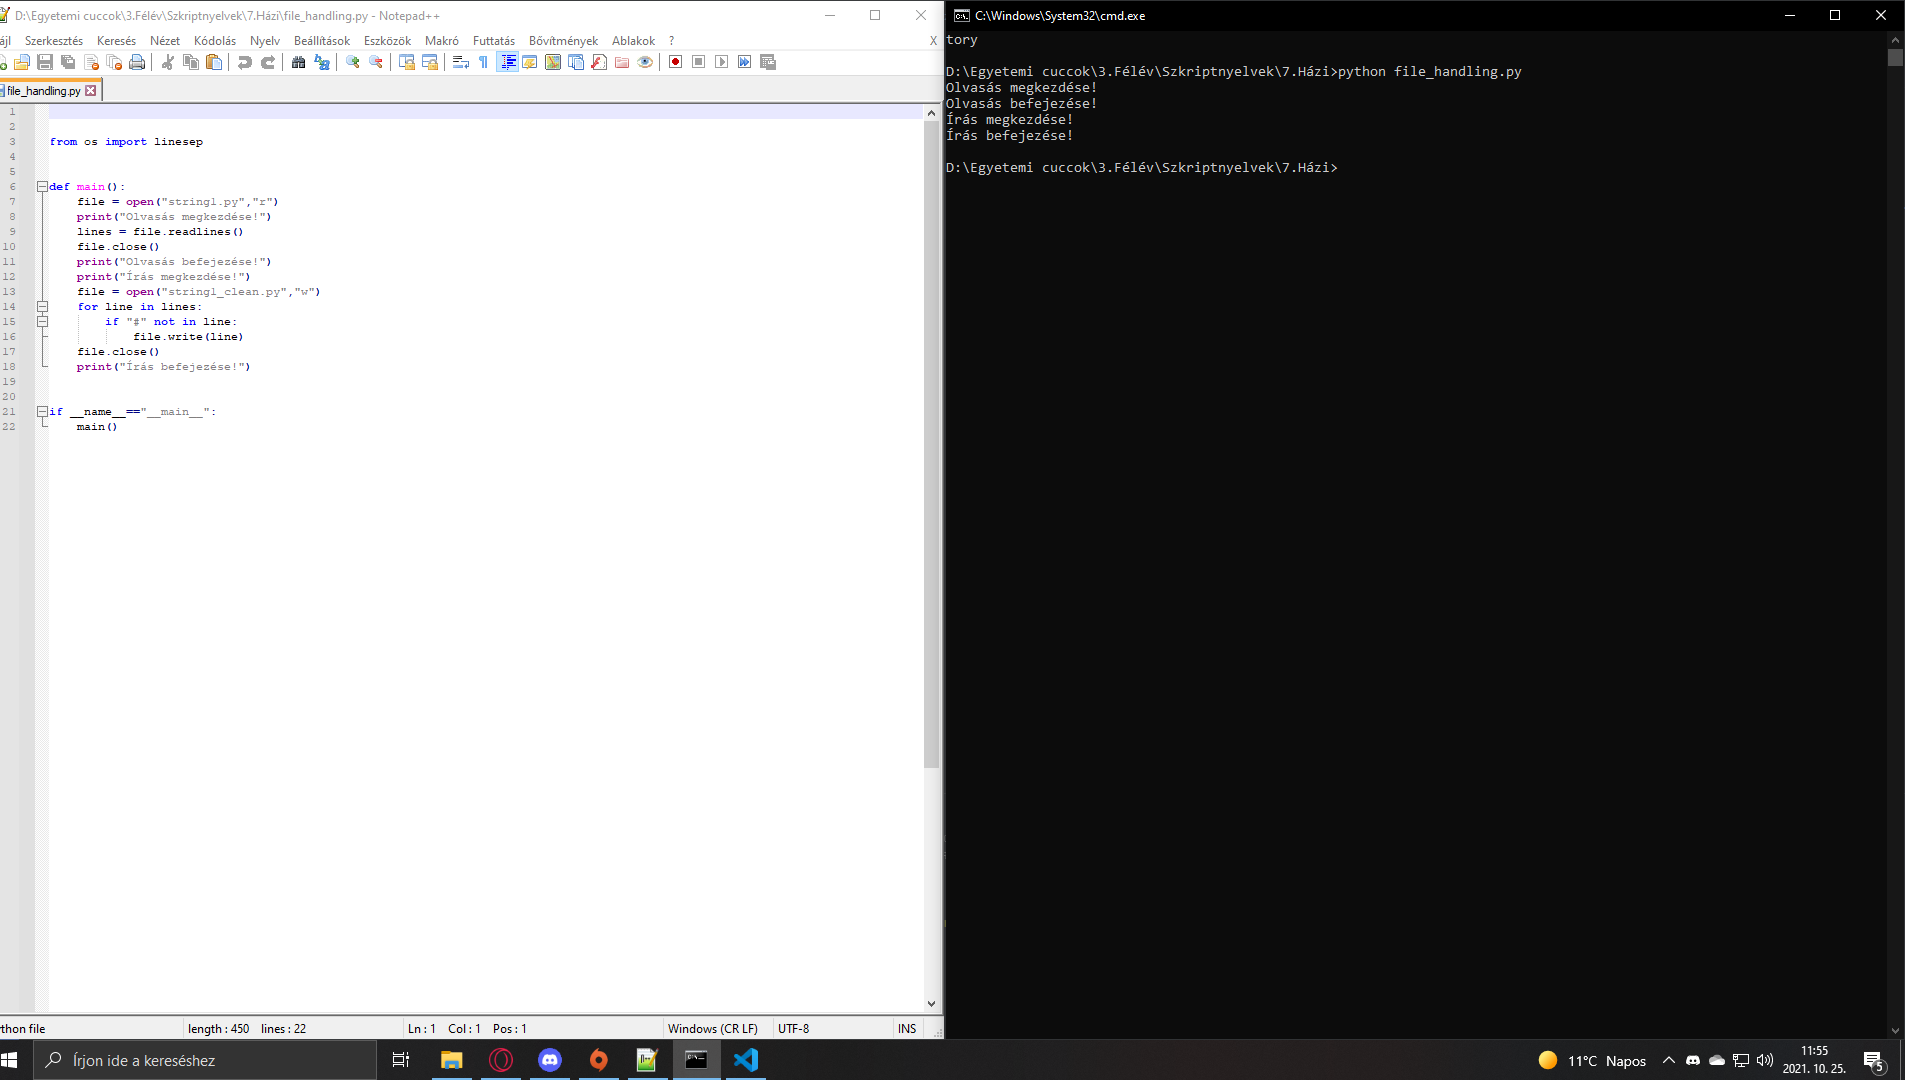 D:\Egyetemi cuccok\3.Félév\Szkriptnyelvek\7.Házi\file_handling.py - Notepad++
ájl Szerkesztés Keresés Nézet Kódolás Nyelv Beállítások Eszközök Makró Futtatás Bővítmények Ablakok ? X
file_handling.py
1
2
3 from os import linesep
4
5
6 def main():
7 file = open("string1.py","r")
8 print("Olvasás megkezdése!")
9 lines = file.readlines()
10 file.close()
11 print("Olvasás befejezése!")
12 print("Írás megkezdése!")
13 file = open("string1_clean.py","w")
14 for line in lines:
15 if "#" not in line:
16 file.write(line)
17 file.close()
18 print("Írás befejezése!")
19
20
21 if __name__=="__main__":
22 main()
thon file length : 450 lines : 22 Ln : 1 Col : 1 Pos : 1 Windows (CR LF) UTF-8 INS
C:\Windows\System32\cmd.exe
tory
D:\Egyetemi cuccok\3.Félév\Szkriptnyelvek\7.Házi>python file_handling.py
Olvasás megkezdése!
Olvasás befejezése!
Írás megkezdése!
Írás befejezése!
D:\Egyetemi cuccok\3.Félév\Szkriptnyelvek\7.Házi>
Írjon ide a kereséshez
11°C Napos
11:55
2021. 10. 25.
5